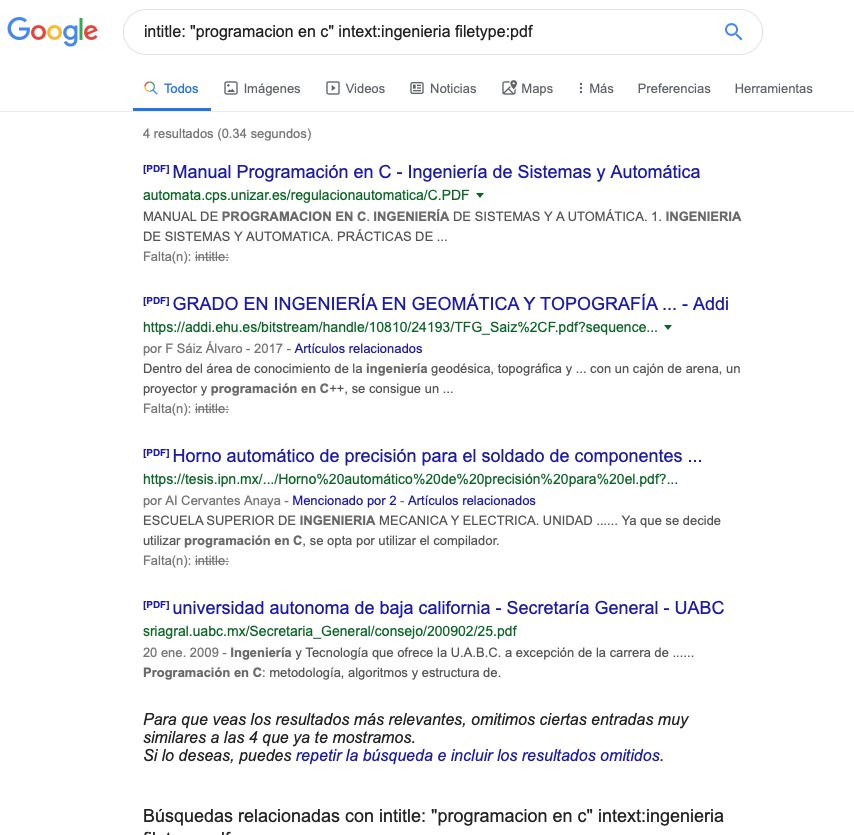 Google
intitle: "programacion en c" intext:ingenieria filetype:pdf
Todos Imágenes Videos Noticias Maps Más Preferencias Herramientas
4 resultados (0.34 segundos)
[PDF] Manual Programación en C - Ingeniería de Sistemas y Automática
automata.cps.unizar.es/regulacionautomatica/C.PDF
MANUAL DE PROGRAMACION EN C. INGENIERÍA DE SISTEMAS Y A UTOMÁTICA. 1. INGENIERIA
DE SISTEMAS Y AUTOMATICA. PRÁCTICAS DE ...
Falta(n): intitle:
[PDF] GRADO EN INGENIERÍA EN GEOMÁTICA Y TOPOGRAFÍA ... - Addi
https://addi.ehu.es/bitstream/handle/10810/24193/TFG_Saiz%2CF.pdf?sequence...
por F Sáiz Álvaro - 2017 - Artículos relacionados
Dentro del área de conocimiento de la ingeniería geodésica, topográfica y ... con un cajón de arena, un
proyector y programación en C++, se consigue un ...
Falta(n): intitle:
[PDF] Horno automático de precisión para el soldado de componentes ...
https://tesis.ipn.mx/.../Horno%20automático%20de%20precisión%20para%20el.pdf?...
por AI Cervantes Anaya - Mencionado por 2 - Artículos relacionados
ESCUELA SUPERIOR DE INGENIERIA MECANICA Y ELECTRICA. UNIDAD ...... Ya que se decide
utilizar programación en C, se opta por utilizar el compilador.
Falta(n): intitle:
[PDF] universidad autonoma de baja california - Secretaría General - UABC
sriagral.uabc.mx/Secretaria_General/consejo/200902/25.pdf
20 ene. 2009 - Ingeniería y Tecnología que ofrece la U.A.B.C. a excepción de la carrera de ......
Programación en C: metodología, algoritmos y estructura de.
Para que veas los resultados más relevantes, omitimos ciertas entradas muy
similares a las 4 que ya te mostramos.
Si lo deseas, puedes repetir la búsqueda e incluir los resultados omitidos.
Búsquedas relacionadas con intitle: "programacion en c" intext:ingenieria